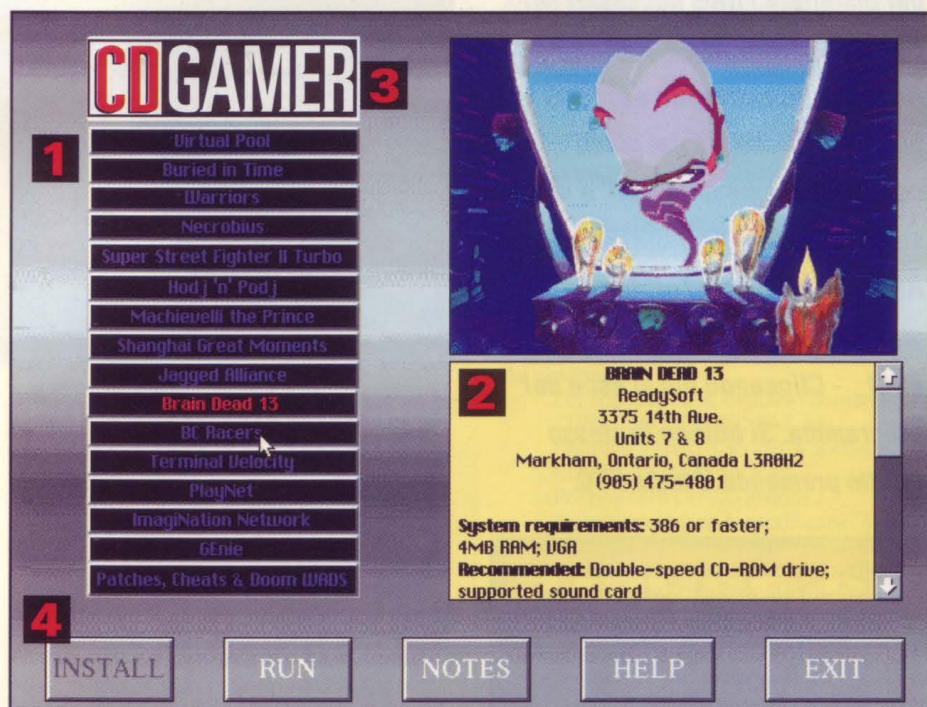 CDGAMER
3
1
Virtual Pool
Buried in Time
Warriors
Necrobius
Super Street Fighter II Turbo
Hodj 'n' Podj
Machievelli the Prince
Shanghai Great Moments
Jagged Alliance
Brain Dead 13
BC Racers
Terminal Velocity
PlayNet
ImagiNation Network
GEnie
Patches, Cheats & Doom WADS
2
BRAIN DEAD 13
ReadySoft
3375 14th Ave.
Units 7 & 8
Markham, Ontario, Canada L3R0H2
(905) 475-4801
System requirements: 386 or faster;
4MB RAM; VGA
Recommended: Double-speed CD-ROM drive;
supported sound card
4
INSTALL
RUN
NOTES
HELP
EXIT